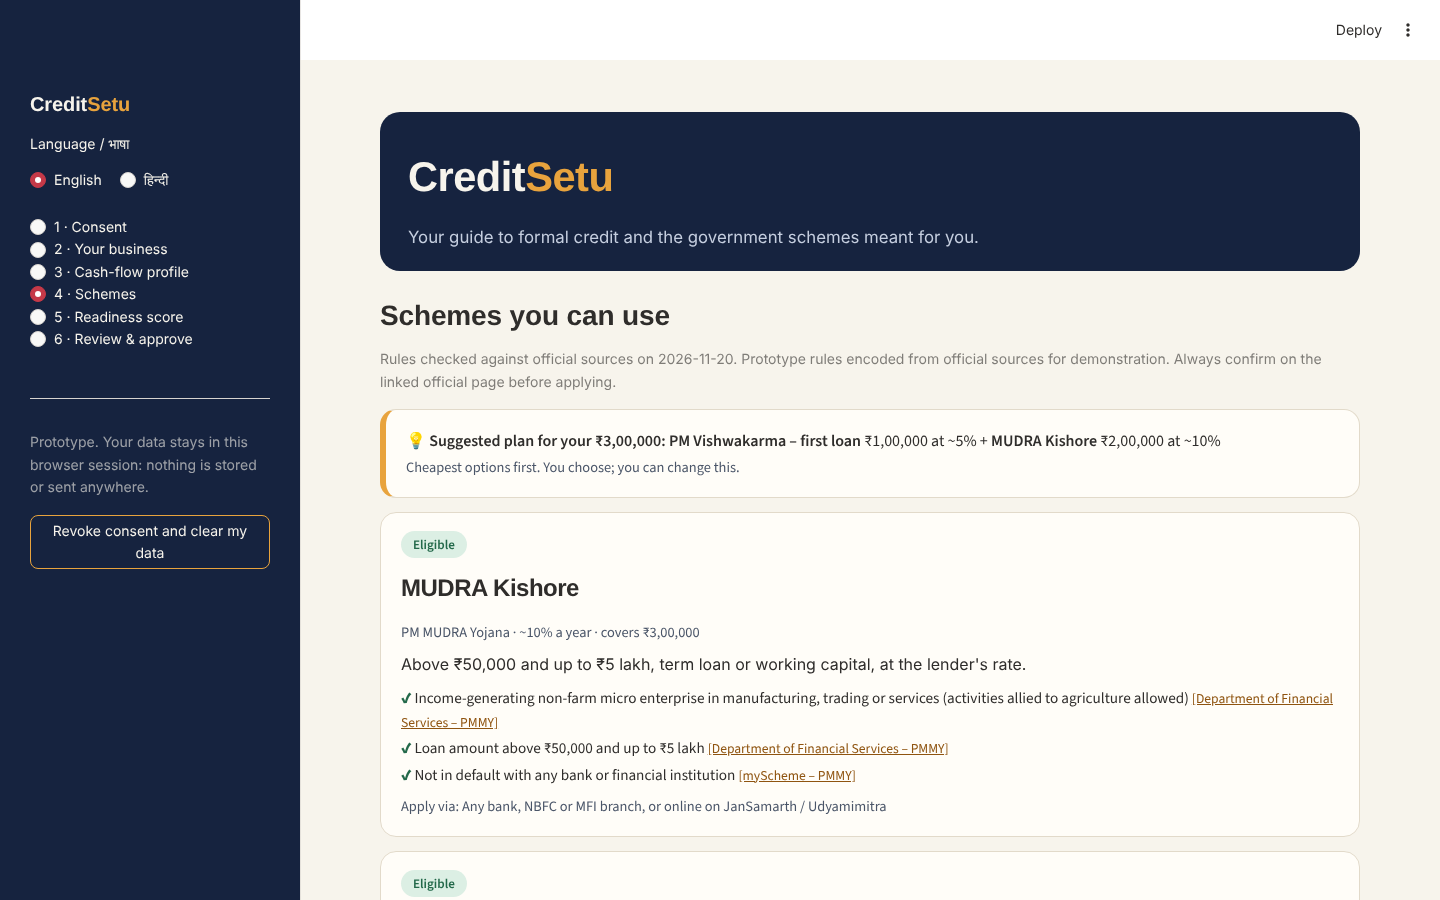 Deploy
CreditSetu
Language / भाषा
English हिन्दी
1 · Consent
2 · Your business
3 · Cash-flow profile
4 · Schemes
5 · Readiness score
6 · Review & approve
Prototype. Your data stays in this
browser session: nothing is stored
or sent anywhere.
Revoke consent and clear my
data
CreditSetu
Your guide to formal credit and the government schemes meant for you.
Schemes you can use
Rules checked against official sources on 2026-11-20. Prototype rules encoded from official sources for demonstration. Always confirm on the
linked official page before applying.
💡 Suggested plan for your ₹3,00,000: PM Vishwakarma – first loan ₹1,00,000 at ~5% + MUDRA Kishore ₹2,00,000 at ~10%
Cheapest options first. You choose; you can change this.
Eligible
MUDRA Kishore
PM MUDRA Yojana · ~10% a year · covers ₹3,00,000
Above ₹50,000 and up to ₹5 lakh, term loan or working capital, at the lender's rate.
✔ Income-generating non-farm micro enterprise in manufacturing, trading or services (activities allied to agriculture allowed) [Department of Financial
Services – PMMY]
✔ Loan amount above ₹50,000 and up to ₹5 lakh [Department of Financial Services – PMMY]
✔ Not in default with any bank or financial institution [myScheme – PMMY]
Apply via: Any bank, NBFC or MFI branch, or online on JanSamarth / Udyamimitra
Eligible